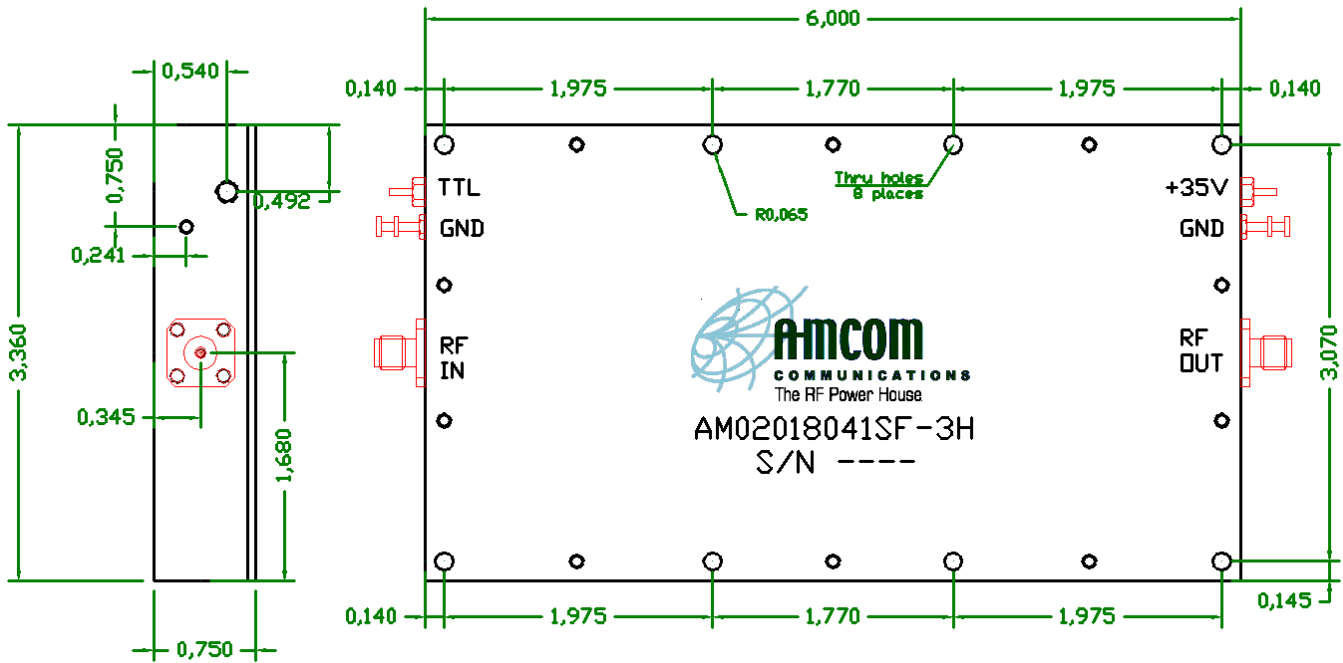 6,000
0,540
0,140
1,975
1,770
1,975
0,140
0,750
0,492
0,241
3,360
0,345
1,680
0,750
TTL
GND
Thru holes
8 places
R0,065
+35V
GND
RF
IN
AMCOM
COMMUNICATIONS
The RF Power House
AM02018041SF-3H
S/N ----
RF
OUT
3,070
0,145
0,140
1,975
1,770
1,975